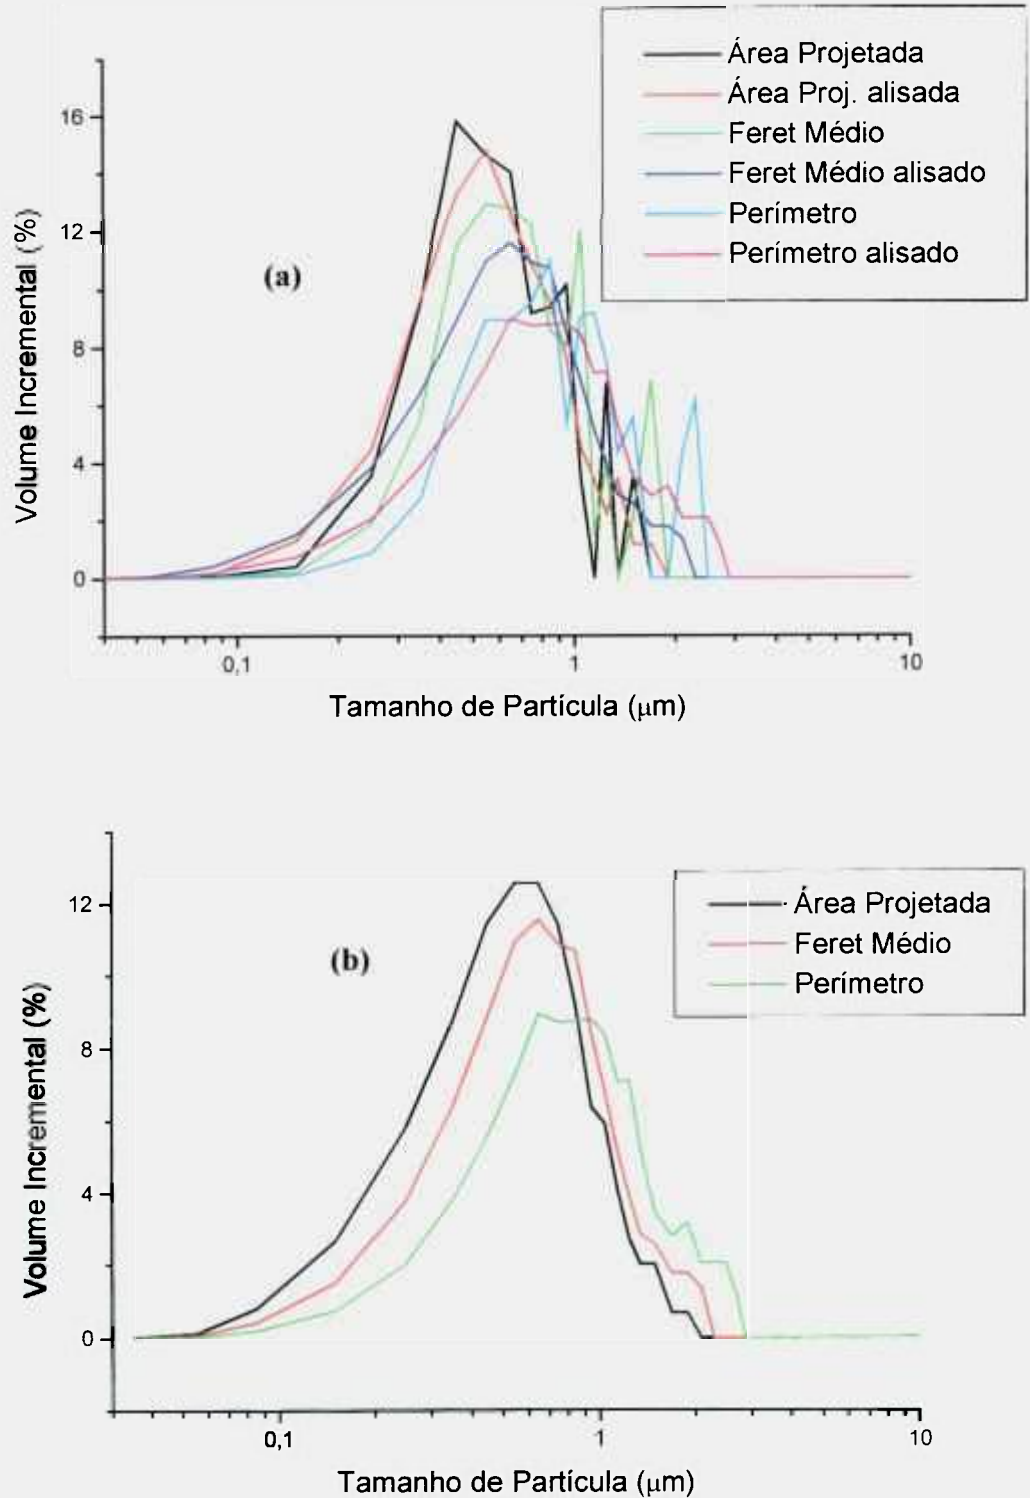 Área Projetada
Área Proj. alisada
Feret Médio
Feret Médio alisado
Perímetro
Perímetro alisado
(a)
Volume Incremental (%)
16
12
8
4
0
0,1
1
10
Tamanho de Partícula (μm)
Área Projetada
Feret Médio
Perímetro
(b)
Volume Incremental (%)
12
8
4
0
0,1
1
10
Tamanho de Partícula (μm)